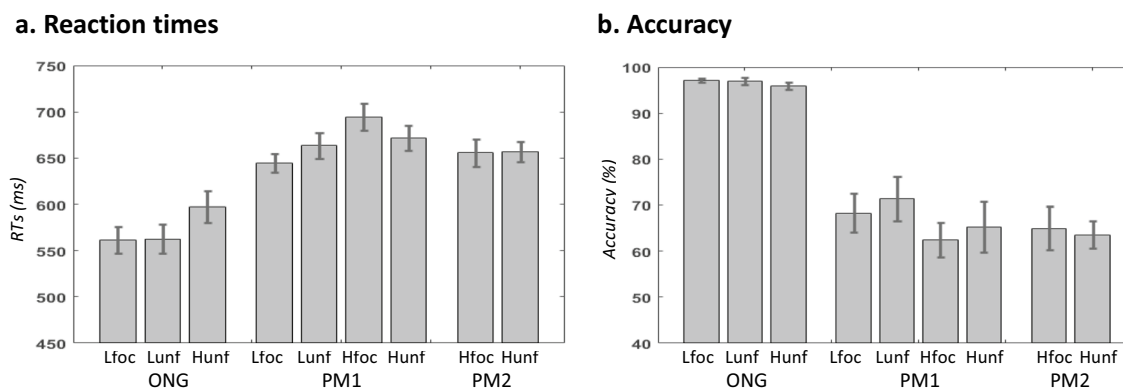 a. Reaction times
750
700
650
600
550
500
450
RTs (ms)
Lfoc Lunf Hunf Lfoc Lunf Hfoc Hunf Hfoc Hunf
ONG PM1 PM2
b. Accuracy
100
90
80
70
60
50
40
Accuracy (%)
Lfoc Lunf Hunf Lfoc Lunf Hfoc Hunf Hfoc Hunf
ONG PM1 PM2